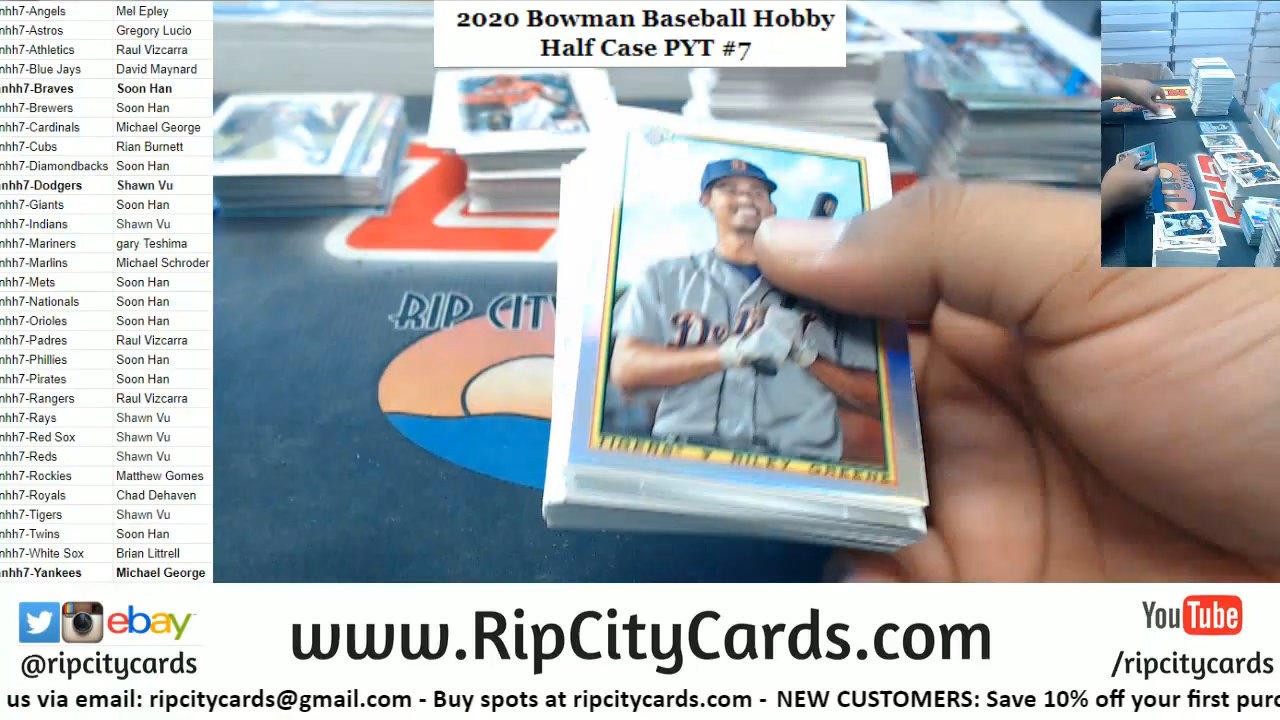 nhh7-Angels Mel Epley
nhh7-Astros Gregory Lucio
nhh7-Athletics Raul Vizcarra
nhh7-Blue Jays David Maynard
nhh7-Braves Soon Han
nhh7-Brewers Soon Han
nhh7-Cardinals Michael George
nhh7-Cubs Rian Burnett
nhh7-Diamondbacks Soon Han
nhh7-Dodgers Shawn Vu
nhh7-Giants Soon Han
nhh7-Indians Shawn Vu
nhh7-Mariners gary Teshima
nhh7-Marlins Michael Schroder
nhh7-Mets Soon Han
nhh7-Nationals Soon Han
nhh7-Orioles Soon Han
nhh7-Padres Raul Vizcarra
nhh7-Phillies Soon Han
nhh7-Pirates Soon Han
nhh7-Rangers Raul Vizcarra
nhh7-Rays Shawn Vu
nhh7-Red Sox Shawn Vu
nhh7-Reds Shawn Vu
nhh7-Rockies Matthew Gomes
nhh7-Royals Chad Dehaven
nhh7-Tigers Shawn Vu
nhh7-Twins Soon Han
nhh7-White Sox Brian Littrell
nhh7-Yankees Michael George
2020 Bowman Baseball Hobby
Half Case PYT #7
RIP CITY
TIGERS RILEY GREENE
ebay
@ripcitycards
www.RipCityCards.com
YouTube
/ripcitycards
us via email: ripcitycards@gmail.com - Buy spots at ripcitycards.com - NEW CUSTOMERS: Save 10% off your first purc